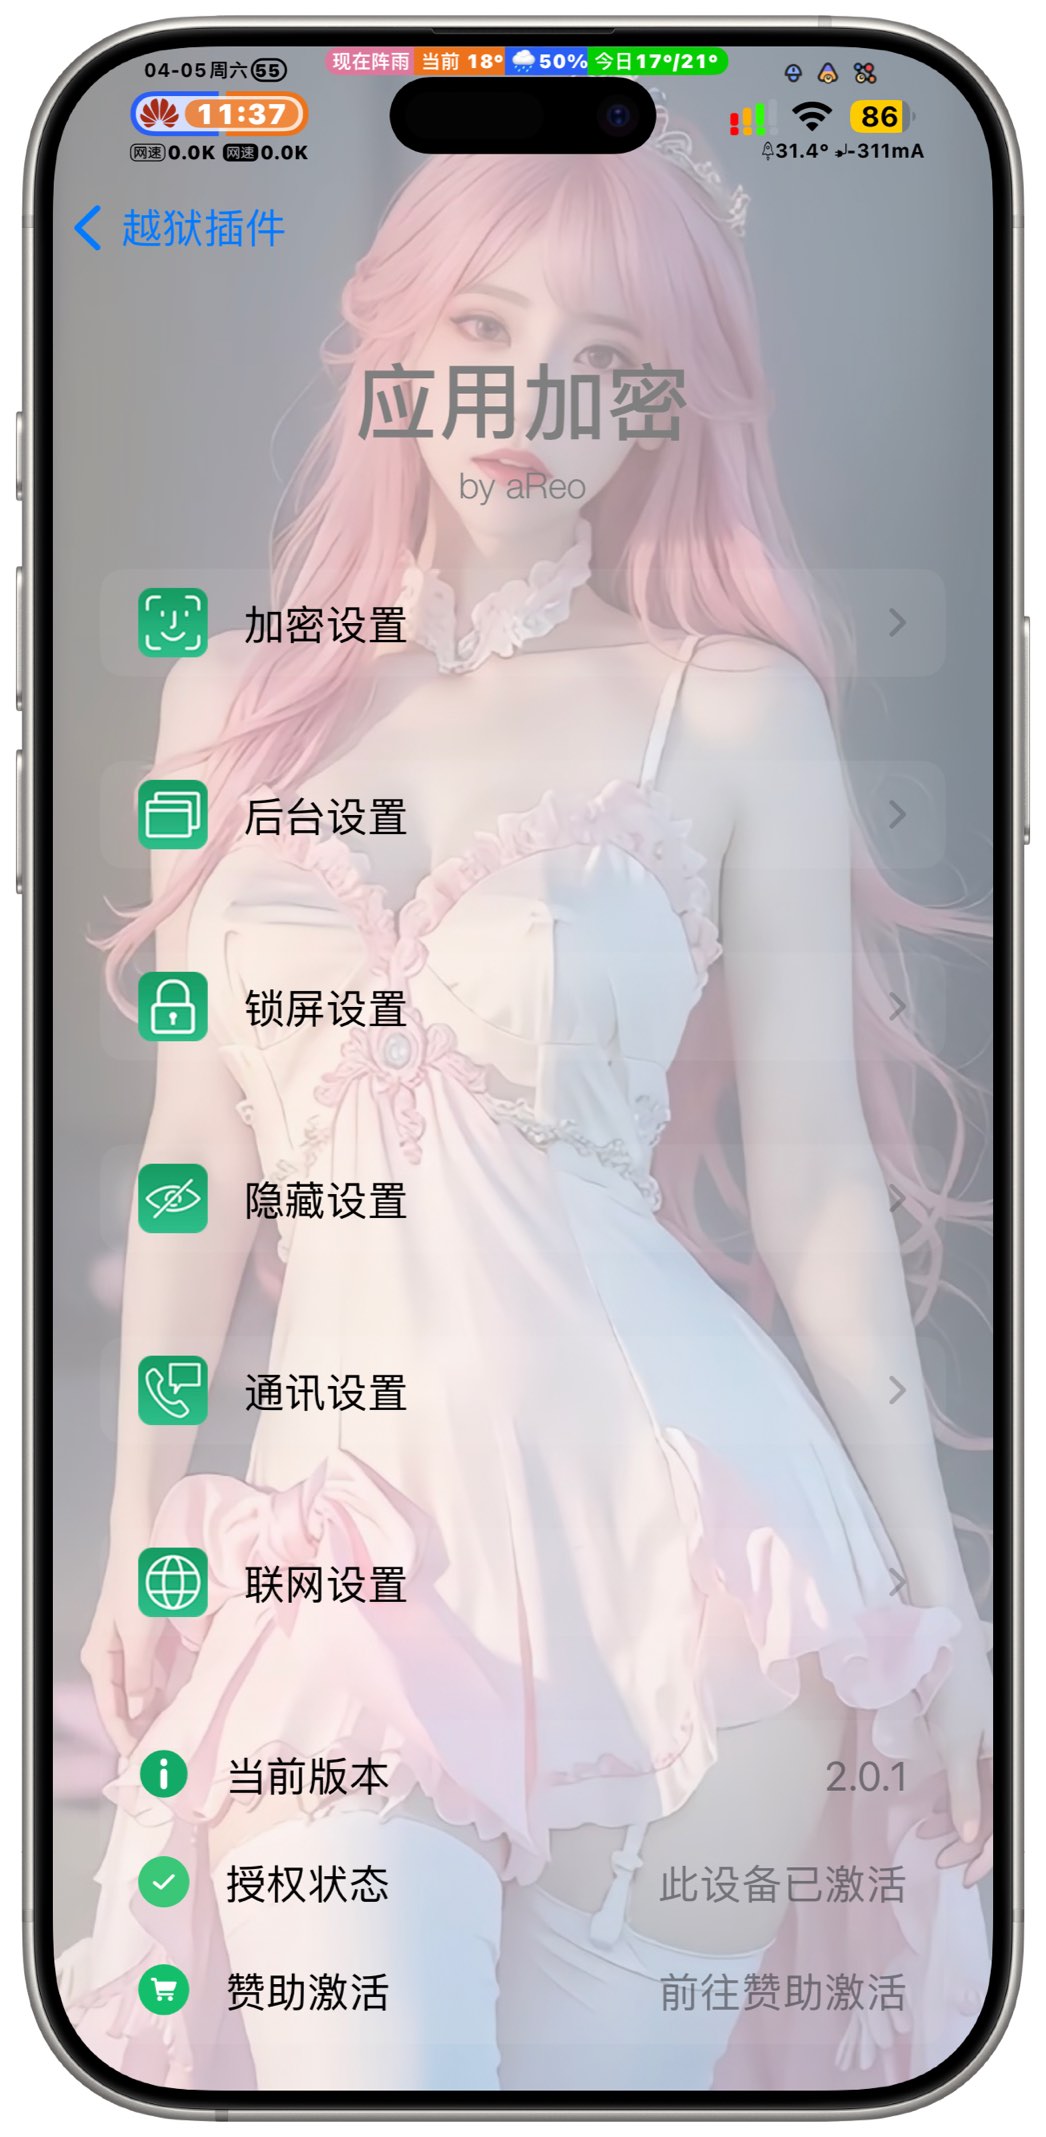 现在阵雨 当前 18° 50% 今日17°/21°
04-05周六 55
11:37
86
网速0.0K 网速0.0K
31.4° -311mA
越狱插件
应用加密
by aReo
加密设置
后台设置
锁屏设置
隐藏设置
通讯设置
联网设置
当前版本 2.0.1
授权状态 此设备已激活
赞助激活 前往赞助激活